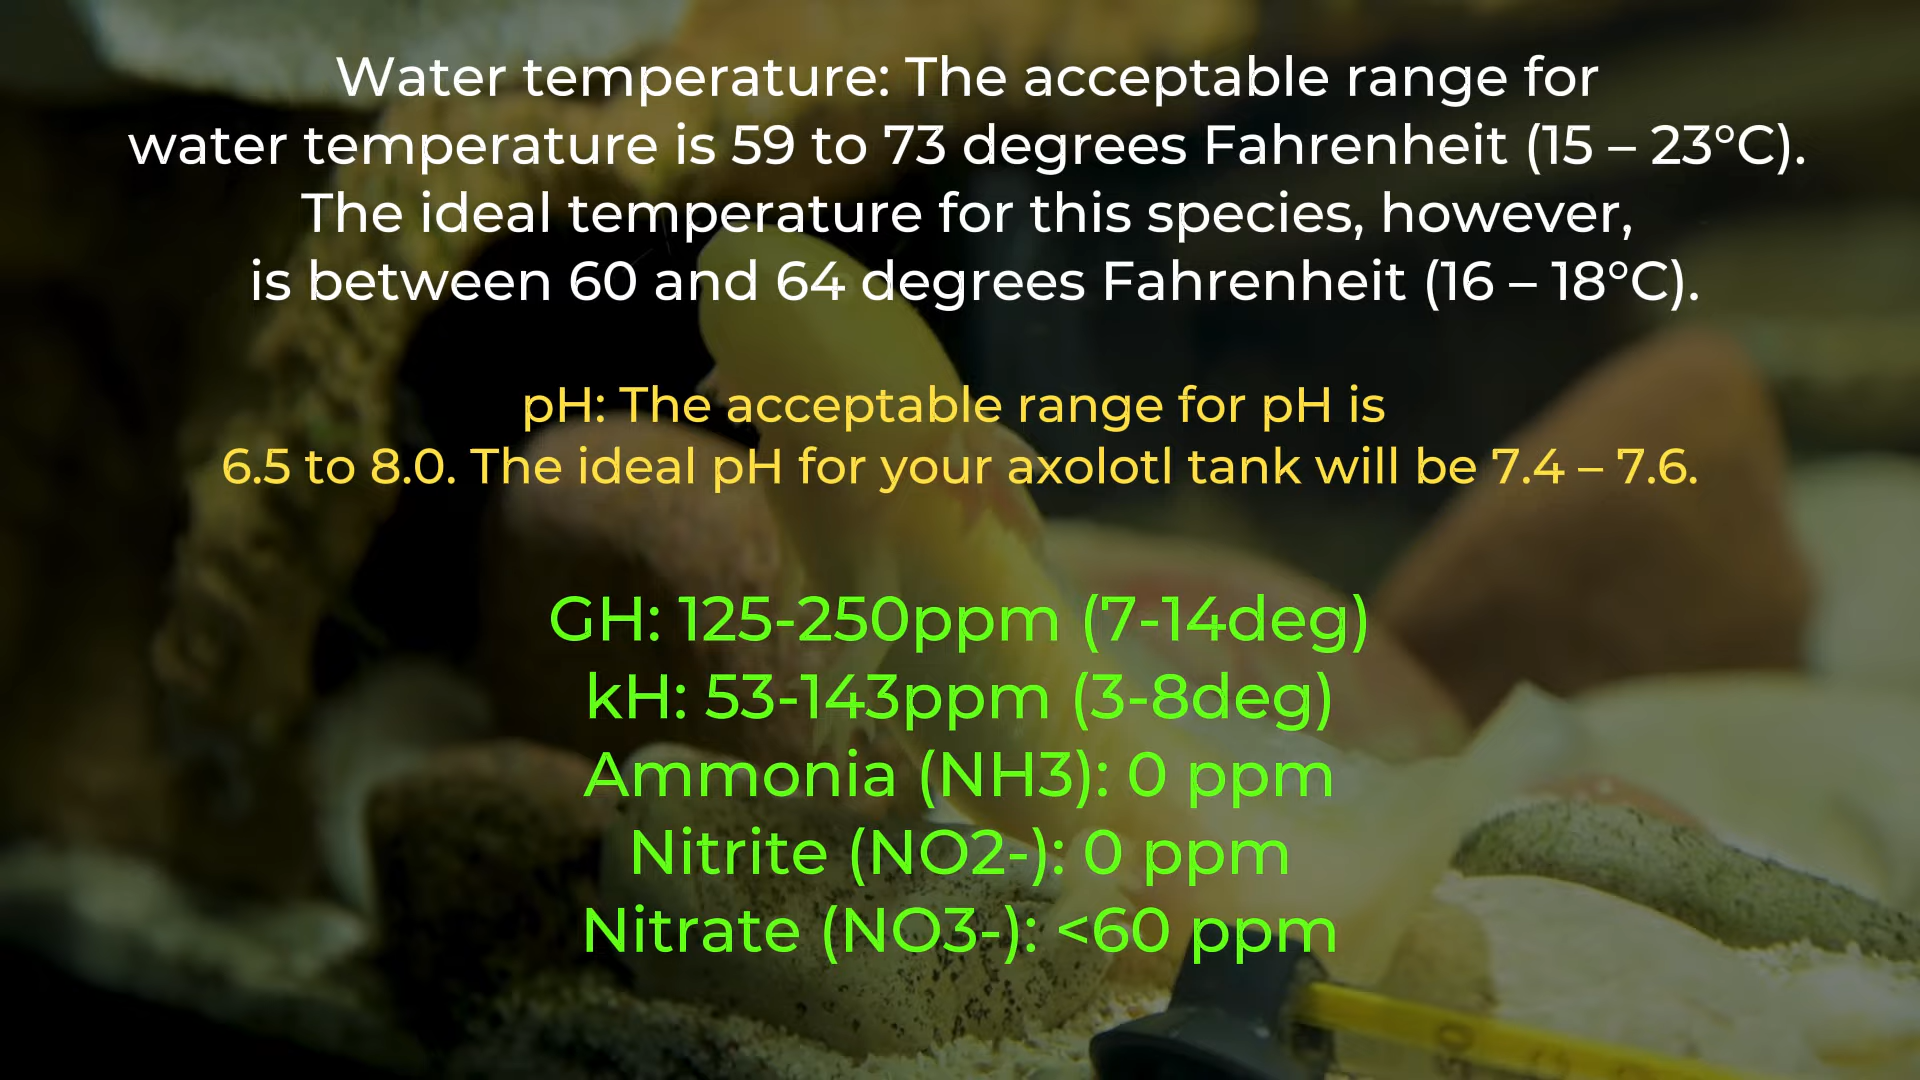 Water temperature: The acceptable range for
water temperature is 59 to 73 degrees Fahrenheit (15 – 23°C).
The ideal temperature for this species, however,
is between 60 and 64 degrees Fahrenheit (16 – 18°C).
pH: The acceptable range for pH is
6.5 to 8.0. The ideal pH for your axolotl tank will be 7.4 – 7.6.
GH: 125-250ppm (7-14deg)
kH: 53-143ppm (3-8deg)
Ammonia (NH3): 0 ppm
Nitrite (NO2-): 0 ppm
Nitrate (NO3-): <60 ppm